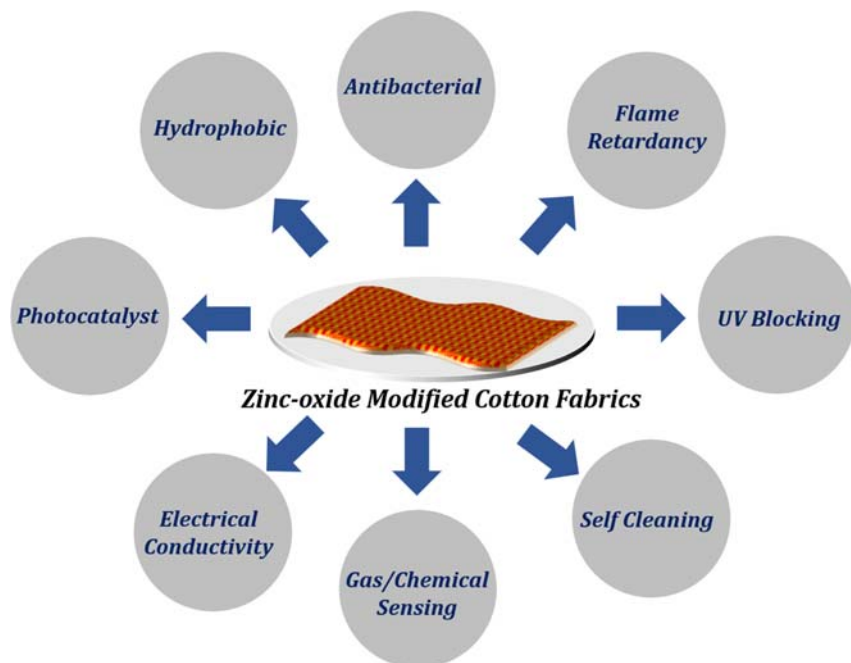 Antibacterial
Hydrophobic
Flame
Retardancy
Photocatalyst
UV Blocking
Zinc-oxide Modified Cotton Fabrics
Electrical
Conductivity
Self Cleaning
Gas/Chemical
Sensing